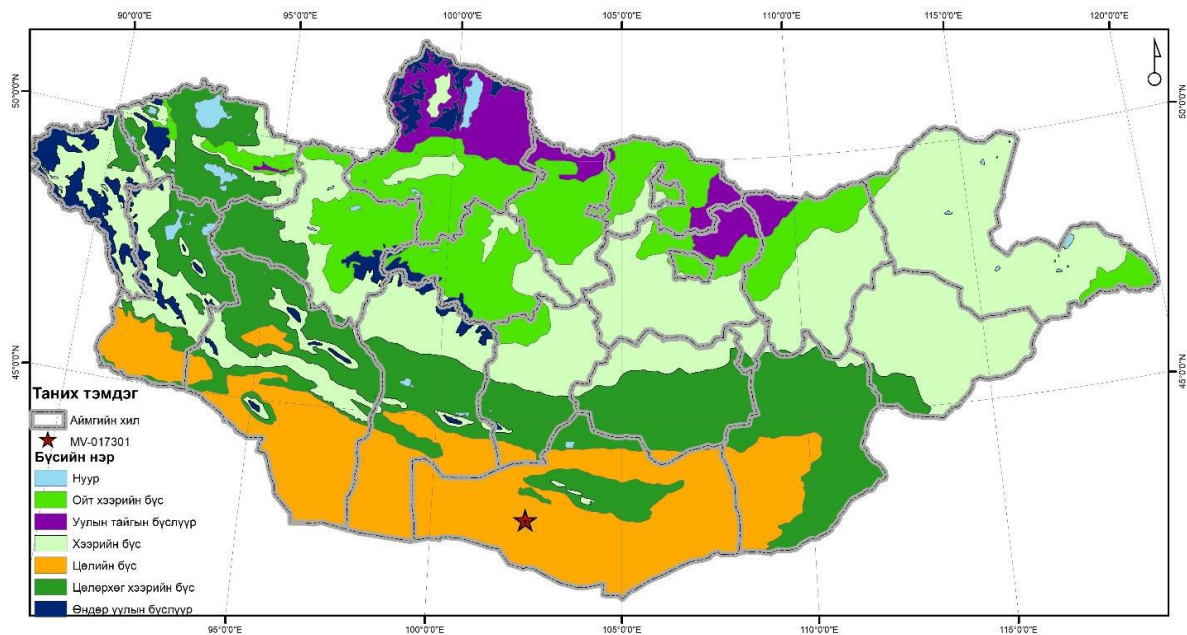 90°0'0"E 95°0'0"E 100°0'0"E 105°0'0"E 110°0'0"E 115°0'0"E 120°0'0"E
50°0'0"N 50°0'0"N
45°0'0"N 45°0'0"N
Таних тэмдэг
Аймгийн хил
MV-017301
Бүсийн нэр
Нуур
Ойт хээрийн бүс
Уулын тайгын бүслүүр
Хээрийн бүс
Цөлийн бүс
Цөлөрхөг хээрийн бүс
Өндөр уулын бүслүүр
95°0'0"E 100°0'0"E 105°0'0"E 110°0'0"E 115°0'0"E